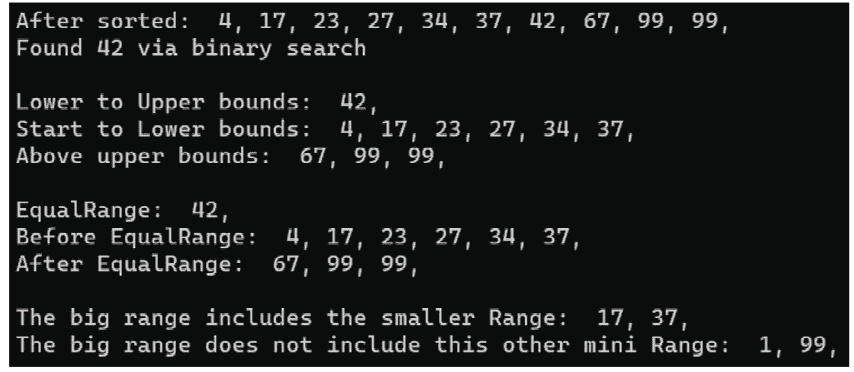 After sorted:  4, 17, 23, 27, 34, 37, 42, 67, 99, 99,
Found 42 via binary search
Lower to Upper bounds:  42,
Start to Lower bounds:  4, 17, 23, 27, 34, 37,
Above upper bounds:  67, 99, 99,
EqualRange:  42,
Before EqualRange:  4, 17, 23, 27, 34, 37,
After EqualRange:  67, 99, 99,
The big range includes the smaller Range:  17, 37,
The big range does not include this other mini Range:  1, 99,